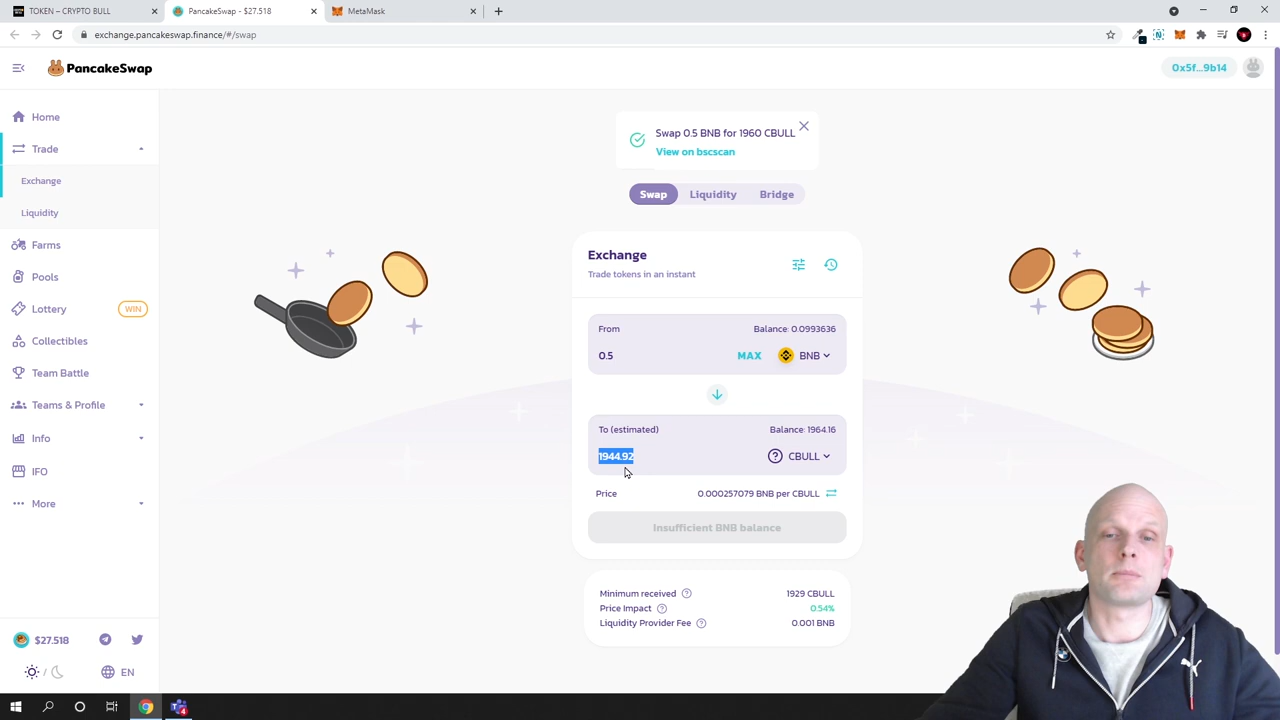 TOKEN – CRYPTO BULL
PancakeSwap - $27.518
MetaMask
exchange.pancakeswap.finance/#/swap
PancakeSwap
0x5f...9b14
Home
Trade
Exchange
Liquidity
Farms
Pools
Lottery
WIN
Collectibles
Team Battle
Teams & Profile
Info
IFO
More
$27.518
EN
Swap 0.5 BNB for 1960 CBULL
View on bscscan
Swap
Liquidity
Bridge
Exchange
Trade tokens in an instant
From
Balance: 0.0993636
0.5
MAX
BNB
To (estimated)
Balance: 1964.16
1944.92
CBULL
Price
0.000257079 BNB per CBULL
Insufficient BNB balance
Minimum received
1929 CBULL
Price Impact
0.54%
Liquidity Provider Fee
0.001 BNB